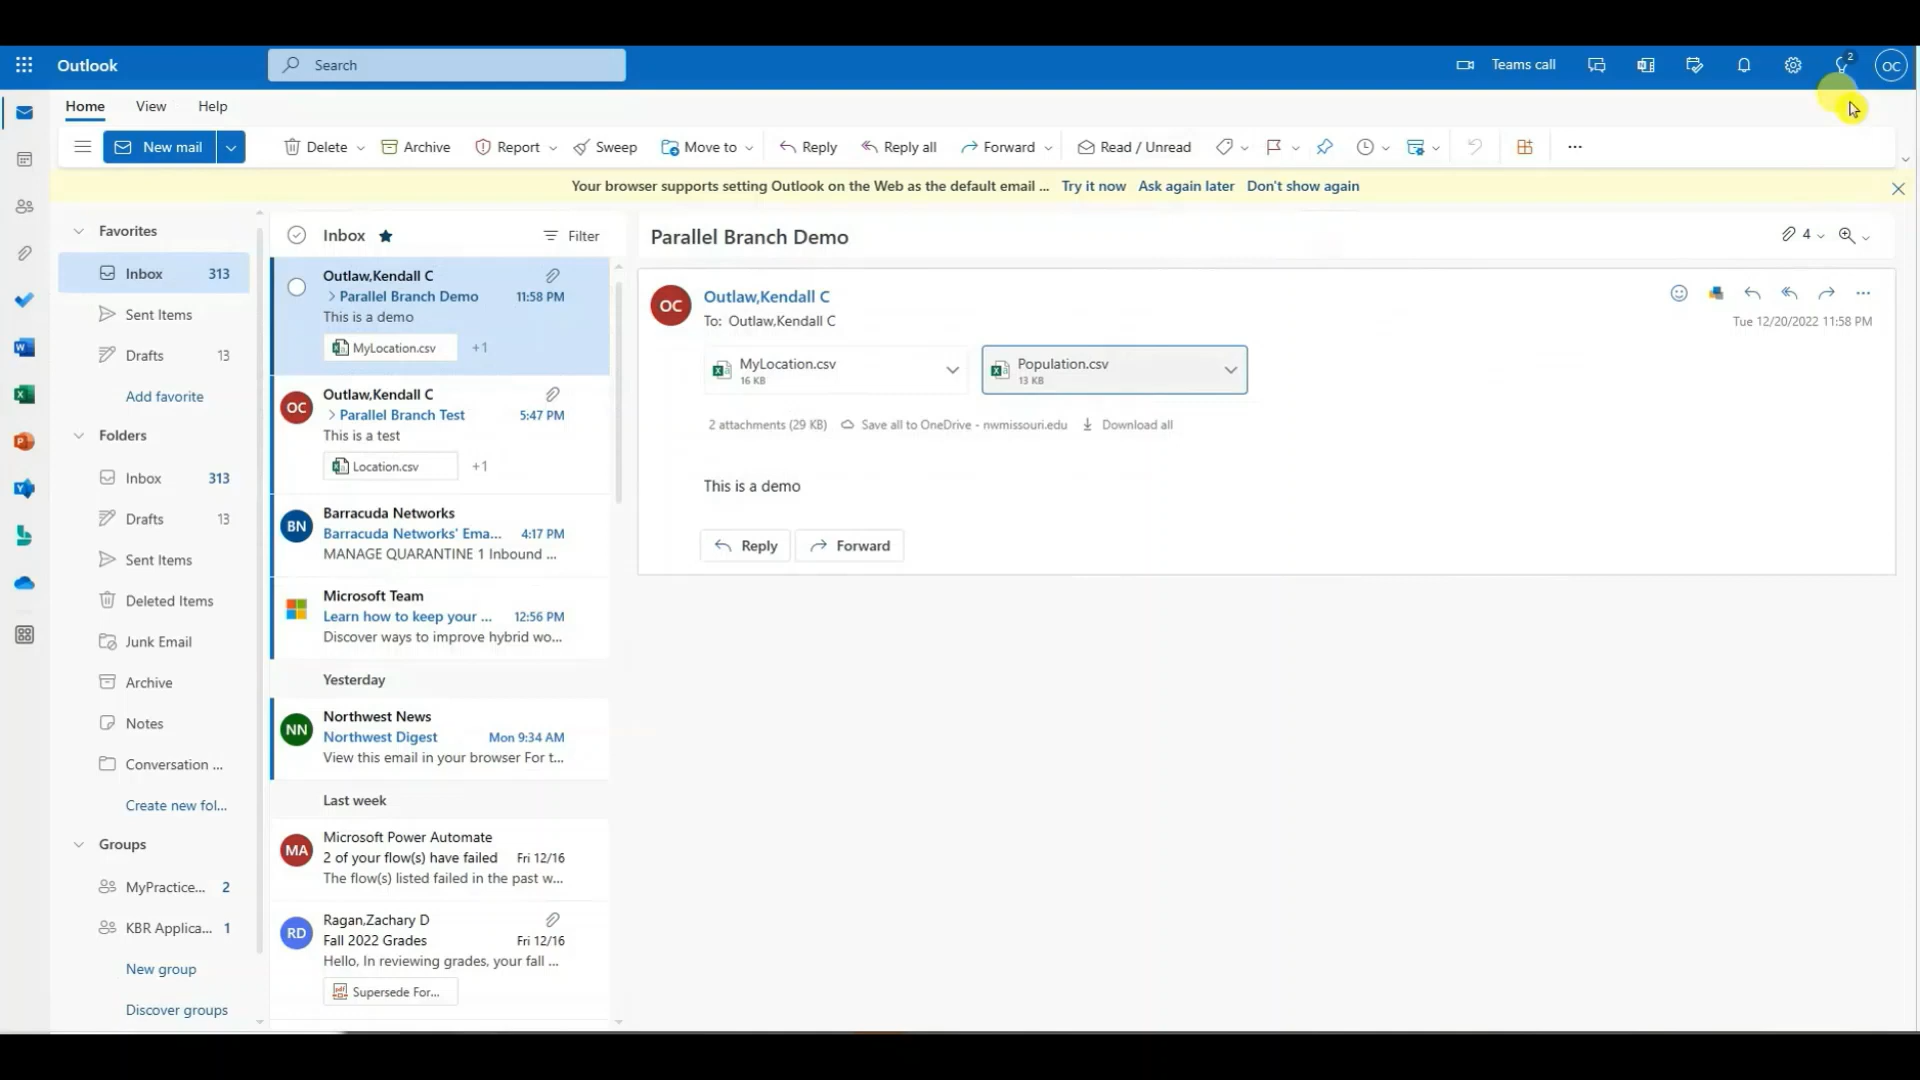 Outlook
Search
Teams call
2
OC
Home View Help
New mail Delete Archive Report Sweep Move to Reply Reply all Forward Read / Unread
Your browser supports setting Outlook on the Web as the default email ... Try it now Ask again later Don't show again
Favorites
Inbox 313
Sent Items
Drafts 13
Add favorite
Folders
Inbox 313
Drafts 13
Sent Items
Deleted Items
Junk Email
Archive
Notes
Conversation ...
Create new fol...
Groups
MyPractice... 2
KBR Applica... 1
New group
Discover groups
Inbox Filter
Outlaw,Kendall C
Parallel Branch Demo 11:58 PM
This is a demo
MyLocation.csv +1
OC
Outlaw,Kendall C
Parallel Branch Test 5:47 PM
This is a test
Location.csv +1
BN
Barracuda Networks
Barracuda Networks' Ema... 4:17 PM
MANAGE QUARANTINE 1 Inbound ...
Microsoft Team
Learn how to keep your ... 12:56 PM
Discover ways to improve hybrid wo...
Yesterday
NN
Northwest News
Northwest Digest Mon 9:34 AM
View this email in your browser For t...
Last week
MA
Microsoft Power Automate
2 of your flow(s) have failed Fri 12/16
The flow(s) listed failed in the past w...
RD
Ragan,Zachary D
Fall 2022 Grades Fri 12/16
Hello, In reviewing grades, your fall ...
Supersede For...
Parallel Branch Demo
4
OC
Outlaw,Kendall C
To: Outlaw,Kendall C
Tue 12/20/2022 11:58 PM
MyLocation.csv
16 KB
Population.csv
13 KB
2 attachments (29 KB) Save all to OneDrive - nwmissouri.edu Download all
This is a demo
Reply Forward